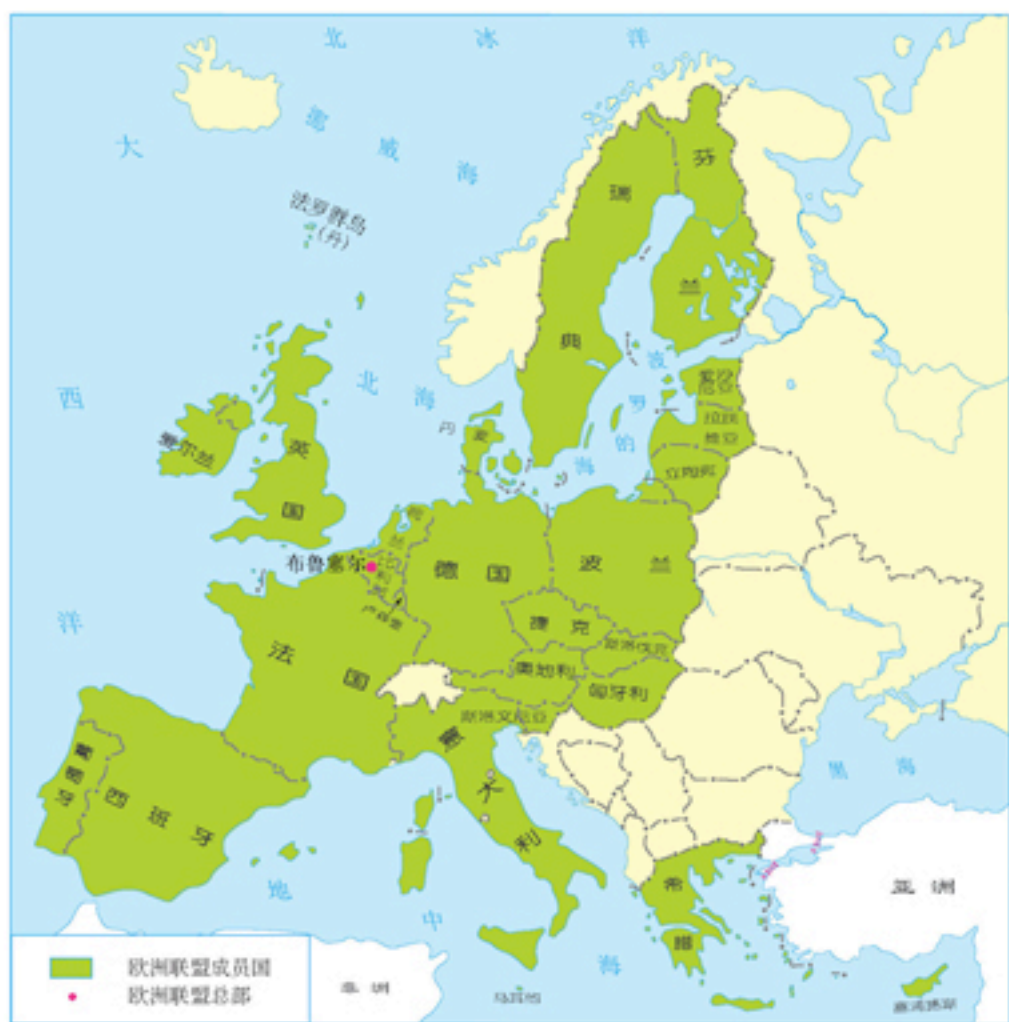 北 冰 洋
大
挪 威 海
法罗群岛
(丹)
芬
瑞
兰
典
波
罗
的
海
西
北 海
爱沙
尼亚
拉脱
维亚
立陶宛
丹 麦
爱尔兰
英
国
荷
兰
布鲁塞尔
比
利
时
卢森堡
德 国
波 兰
洋
捷 克
斯洛伐克
法
国
奥地利
匈牙利
斯洛文尼亚
意
大
利
葡
萄
牙
西 班 牙
黑 海
地
中
海
希
腊
亚 洲
欧洲联盟成员国
欧洲联盟总部
非 洲
马耳他
塞浦路斯